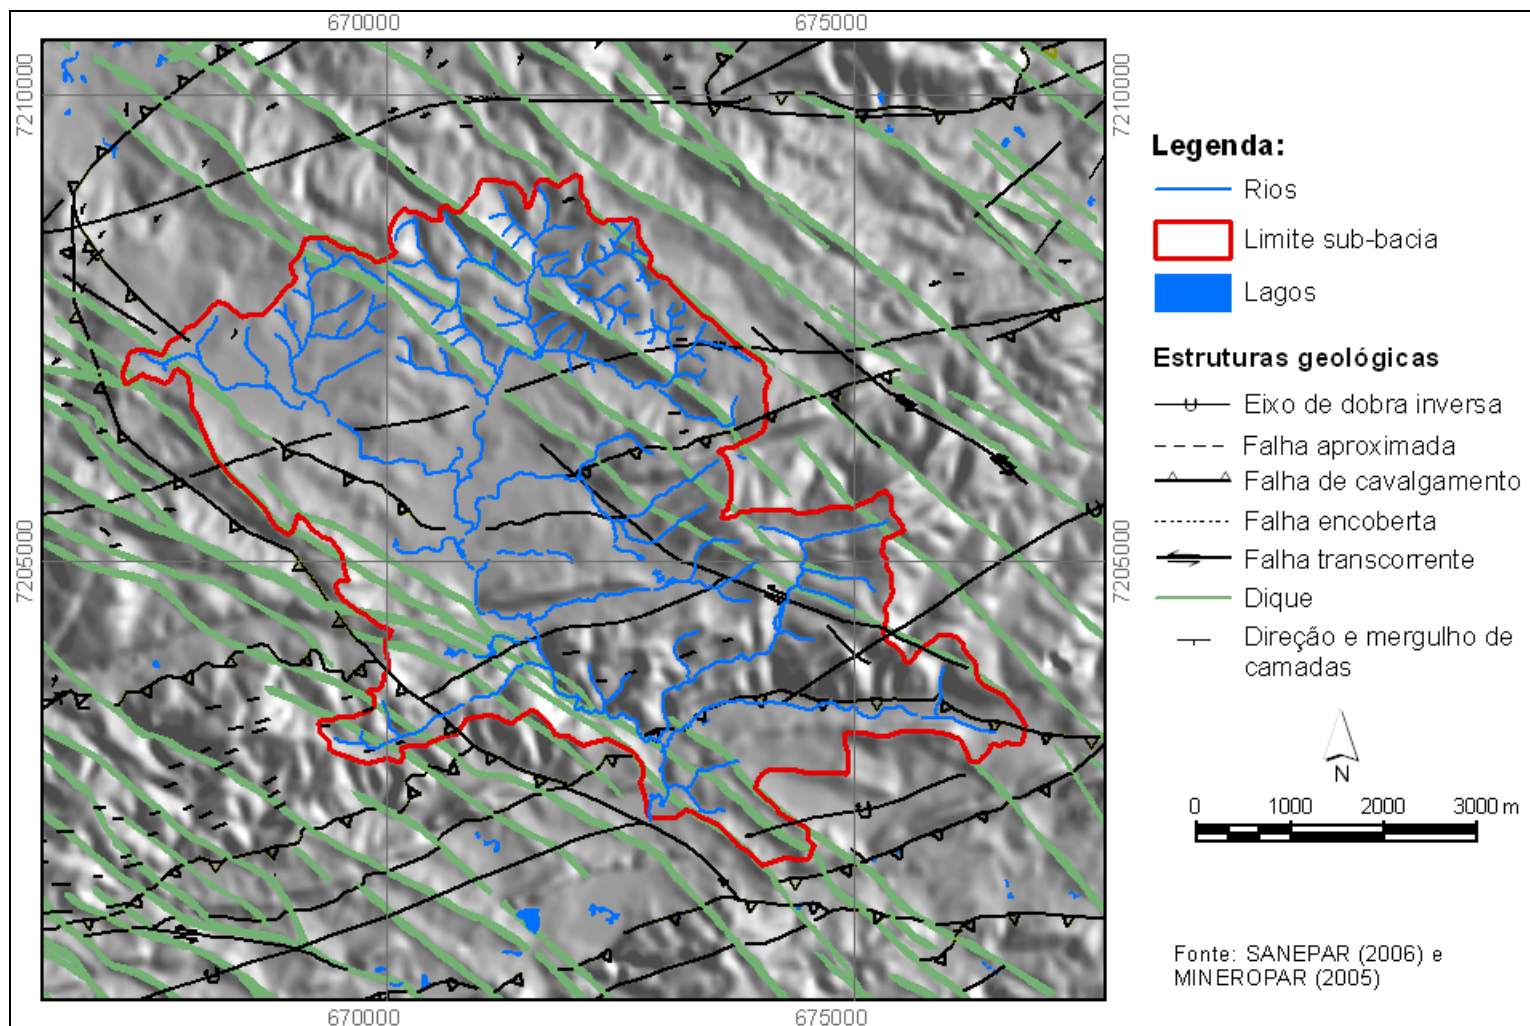 670000
675000
7210000
7210000
Legenda:
Rios
Limite sub-bacia
Lagos
Estruturas geológicas
Eixo de dobra inversa
Falha aproximada
Falha de cavalgamento
Falha encoberta
Falha transcorrente
Dique
Direção e mergulho de
camadas
7205000
7205000
N
0 1000 2000 3000 m
Fonte: SANEPAR (2006) e
MINEROPAR (2005)
670000
675000